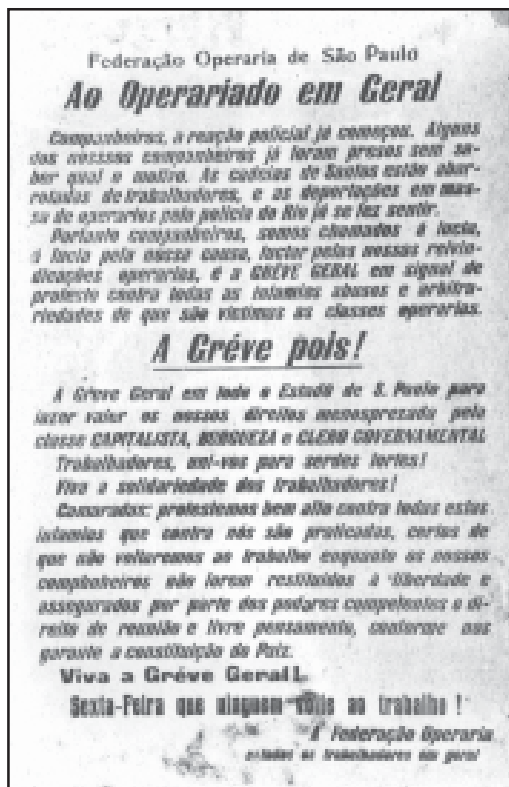 Federação Operaria de São Paulo
Ao Operariado em Geral
Companheiros, a reação policial já começou. Alguns
dos nossos companheiros já foram presos sem sa-
ber qual o motivo. As cadeias de Santos estão abar-
rotadas de trabalhadores, e as deportações em mas-
sa de operarios pela policia do Rio já se fez sentir.
Portanto companheiros, somos chamados á lucta,
á lucta pela nossa causa, luctar pelas nossas reivin-
dicações operarias, é a GRÉVE GERAL em signal de
protesto contra todas as infamias abusos e arbitra-
riedades de que são victimas as classes operarias.
A Gréve pois!
A Gréve Geral em todo o Estado de S. Paulo para
fazer valer os nossos direitos menospresada pela
classe CAPITALISTA, BURGUESA e CLERO GOVERNAMENTAL
Trabalhadores, uni-vos para serdes fortes!
Viva a solidariedade dos trabalhadores!
Camaradas: protestemos bem alto contra todas estas
infamias que contra nós são praticadas, certos de
que não voltaremos ao trabalho enquanto os nossos
companheiros não forem restituidos á liberdade e
assegurados por parte dos poderes competentes o di-
reito de reunião e livre pensamento, conforme nos
garante a constituição do Paiz.
Viva a Gréve Geral!
Sexta-Feira que ninguem volte ao trabalho !
A Federação Operaria
os trabalhadores em geral